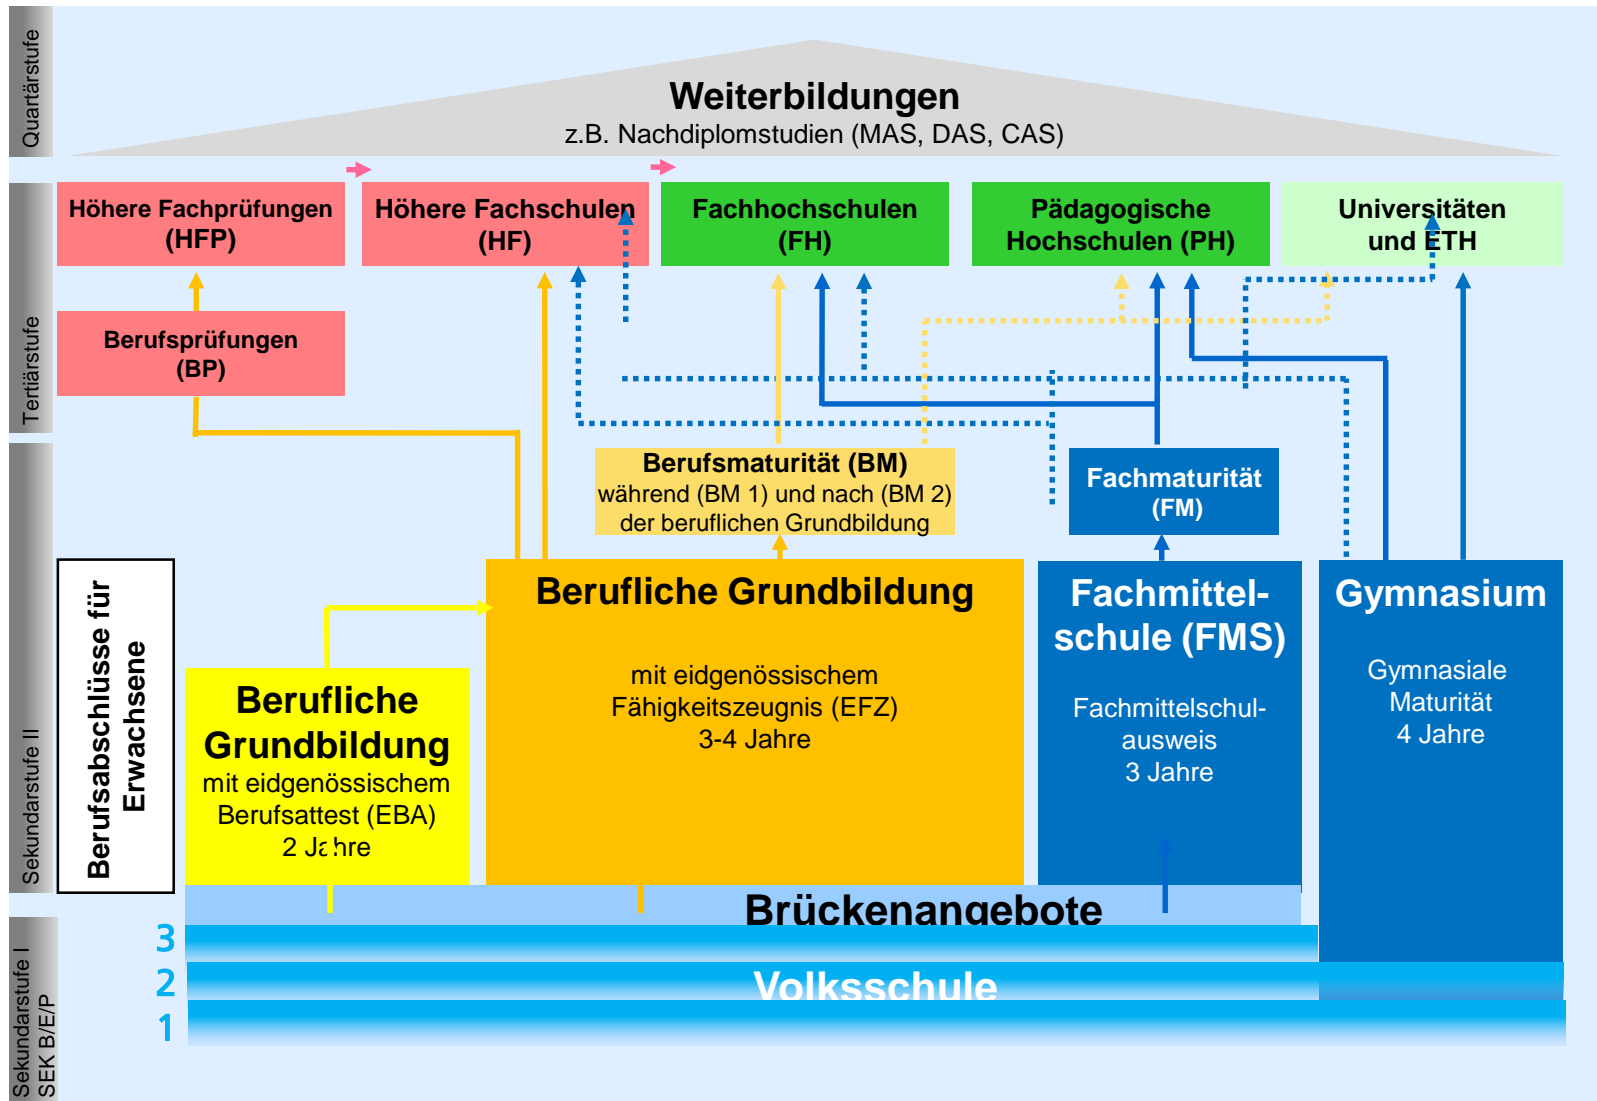 Quartärstufe
Weiterbildungen
z.B. Nachdiplomstudien (MAS, DAS, CAS)
Tertiärstufe
Höhere Fachprüfungen
(HFP)
Höhere Fachschulen
(HF)
Fachhochschulen
(FH)
Pädagogische
Hochschulen (PH)
Universitäten
und ETH
Berufsprüfungen
(BP)
Sekundarstufe II
Berufsmaturität (BM)
während (BM 1) und nach (BM 2)
der beruflichen Grundbildung
Fachmaturität
(FM)
Berufsabschlüsse für
Erwachsene
Berufliche
Grundbildung
mit eidgenössischem
Berufsattest (EBA)
2 Jahre
Berufliche Grundbildung
mit eidgenössischem
Fähigkeitszeugnis (EFZ)
3-4 Jahre
Fachmittel-
schule (FMS)
Fachmittelschul-
ausweis
3 Jahre
Gymnasium
Gymnasiale
Maturität
4 Jahre
Brückenangebote
Sekundarstufe I
SEK B/E/P
3
2
Volksschule
1